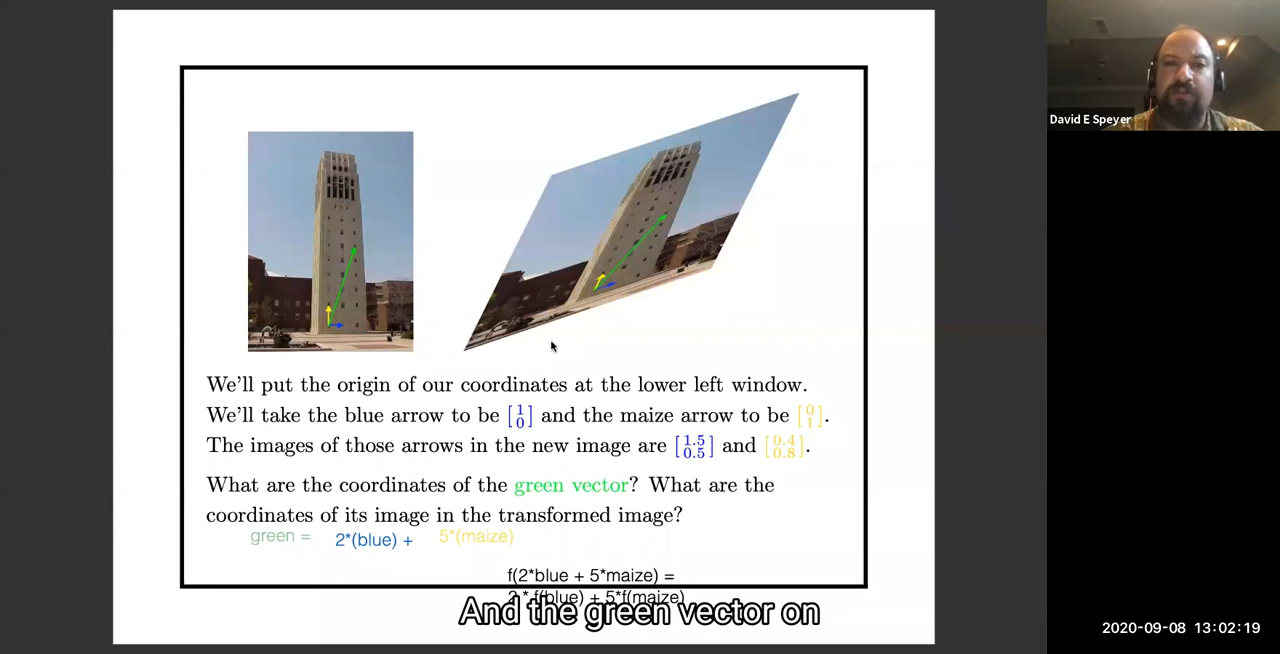 David E Speyer
We'll put the origin of our coordinates at the lower left window.
We'll take the blue arrow to be [1 0] and the maize arrow to be [0 1].
The images of those arrows in the new image are [1.5 0.5] and [0.4 0.8].
What are the coordinates of the green vector? What are the
coordinates of its image in the transformed image?
green = 2*(blue) + 5*(maize)
f(2*blue + 5*maize) =
2 * f(blue) + 5*f(maize)
And the green vector on
2020-09-08 13:02:19